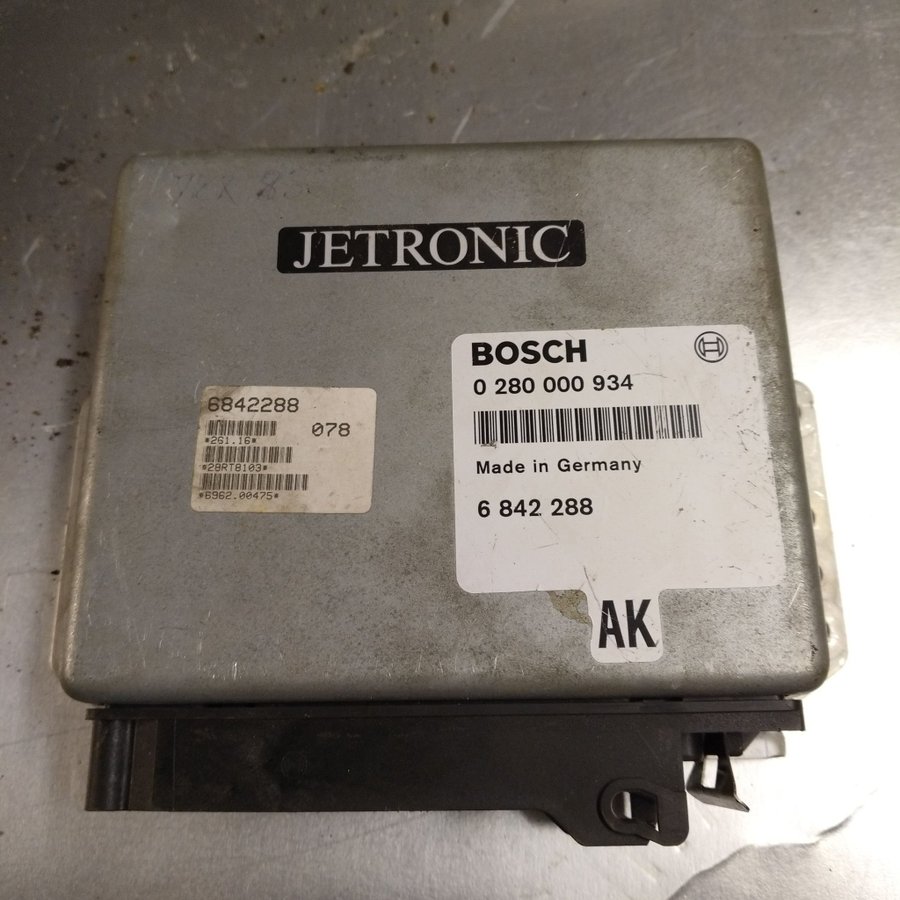 JETRONIC
BOSCH
0 280 000 934
Made in Germany
6 842 288
AK
6842288
078
*261.16*
*28RT8103*
*6962.00475*